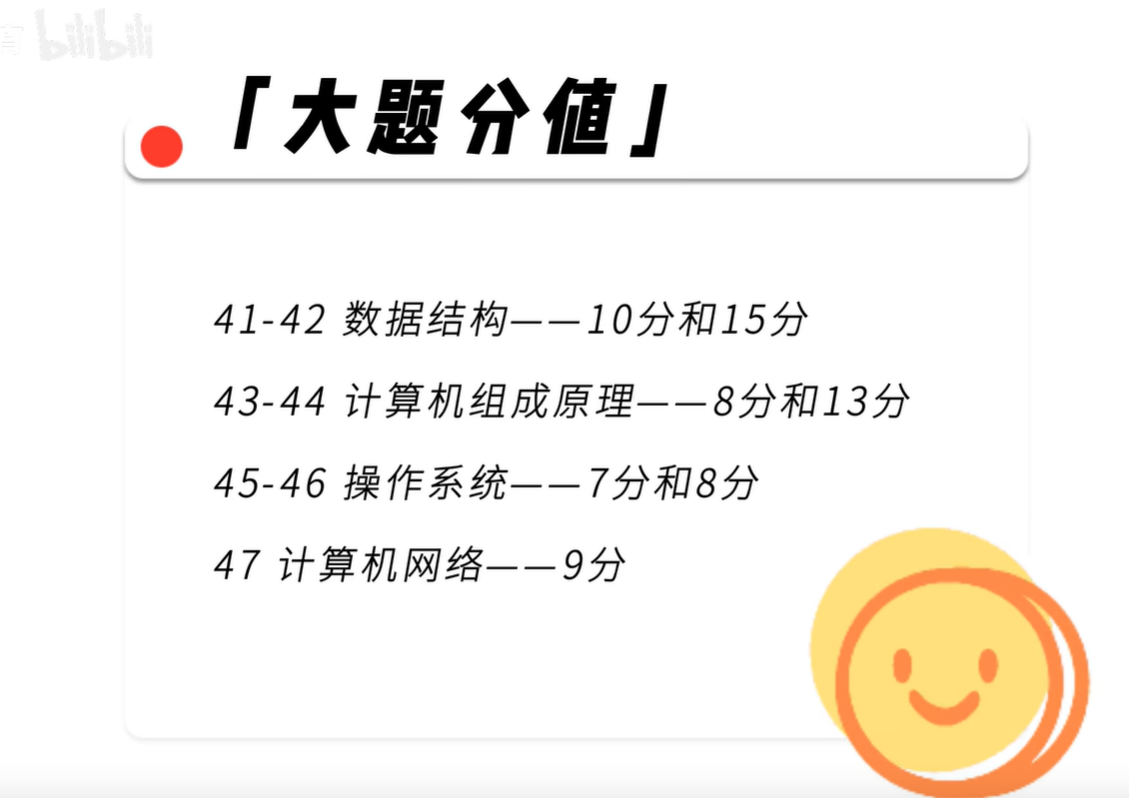 育 bilibili
「大题分值」
41-42 数据结构——10分和15分
43-44 计算机组成原理——8分和13分
45-46 操作系统——7分和8分
47 计算机网络——9分